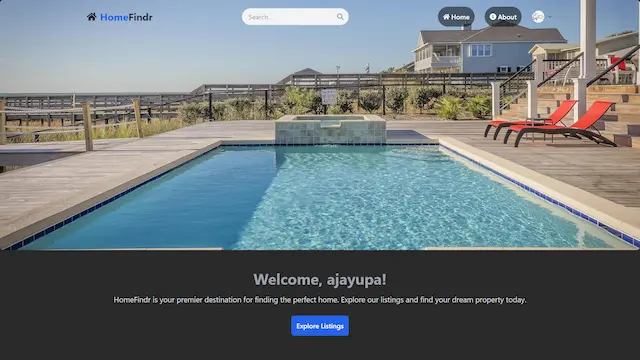 HomeFindr
Search..
Home
About
Welcome, ajayupa!
HomeFindr is your premier destination for finding the perfect home. Explore our listings and find your dream property today.
Explore Listings